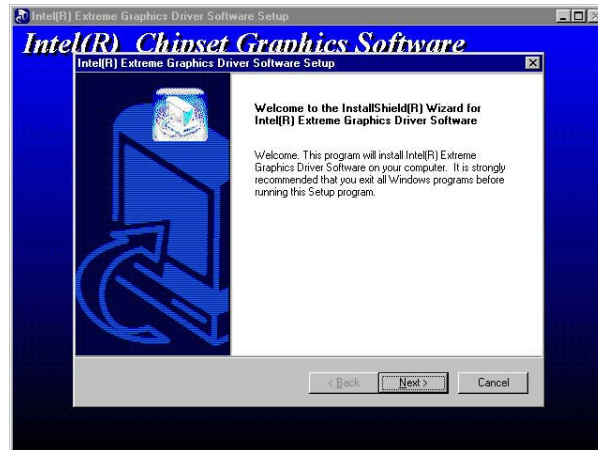 Intel(R) Extreme Graphics Driver Software Setup
Intel(R) Chipset Graphics Software
Intel(R) Extreme Graphics Driver Software Setup
Welcome to the InstallShield(R) Wizard for
Intel(R) Extreme Graphics Driver Software
Welcome. This program will install Intel(R) Extreme
Graphics Driver Software on your computer. It is strongly
recommended that you exit all Windows programs before
running this Setup program.
< Back Next > Cancel